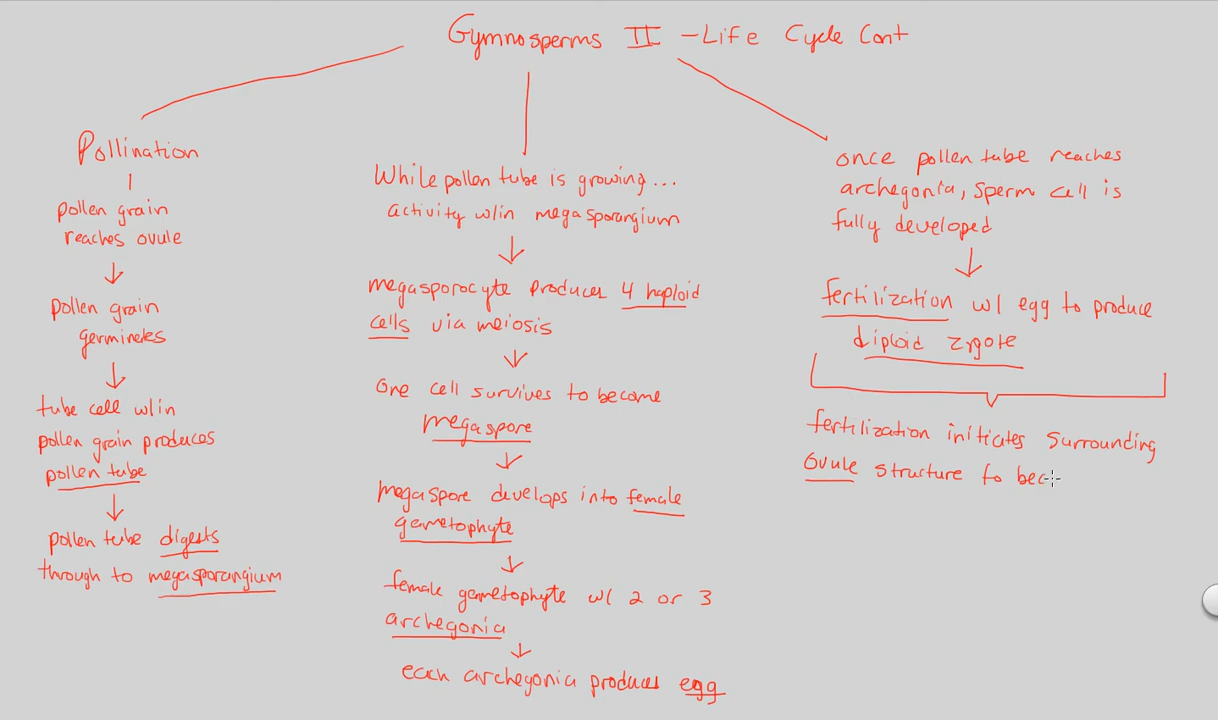 Gymnosperms II - Life Cycle Cont
Pollination
pollen grain
reaches ovule
pollen grain
germinates
tube cell w/in
pollen grain produces
pollen tube
pollen tube digests
through to megasporangium
While pollen tube is growing...
activity w/in megasporangium
megasporocyte produces 4 haploid
cells via meiosis
One cell survives to become
megaspore
megaspore develops into female
gametophyte
female gametophyte w/ 2 or 3
archegonia
each archegonia produces egg
once pollen tube reaches
archegonia, sperm cell is
fully developed
fertilization w/ egg to produce
diploid zygote
fertilization initiates surrounding
ovule structure to bec